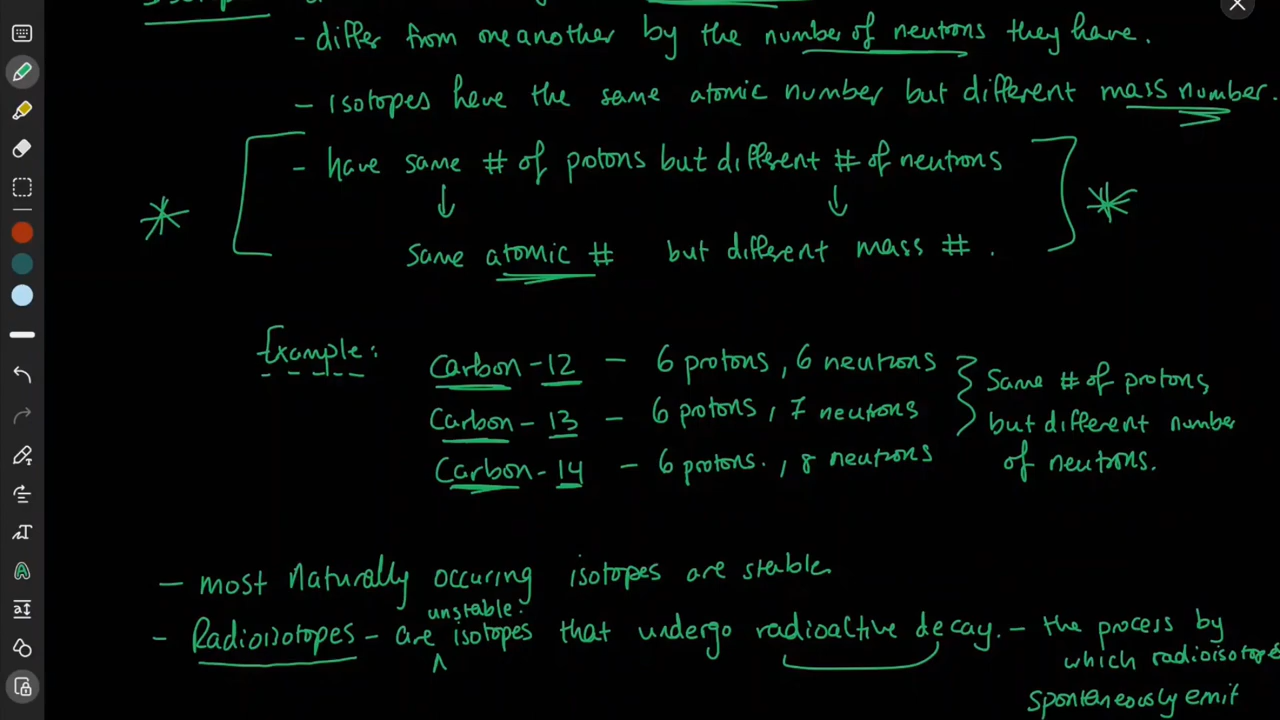 - differ from one another by the number of neutrons they have.
- isotopes have the same atomic number but different mass number.
- have same # of protons but different # of neutrons
↓ ↓
* same atomic # but different mass #. *
Example: Carbon-12 - 6 protons, 6 neutrons
Carbon-13 - 6 protons, 7 neutrons
Carbon-14 - 6 protons., 8 neutrons
Same # of protons,
but different number
of neutrons.
- most naturally occuring isotopes are stable.
unstable.
- Radioisotopes - are isotopes that undergo radioactive decay. - the process by
which radioisotopes
spontaneously emit